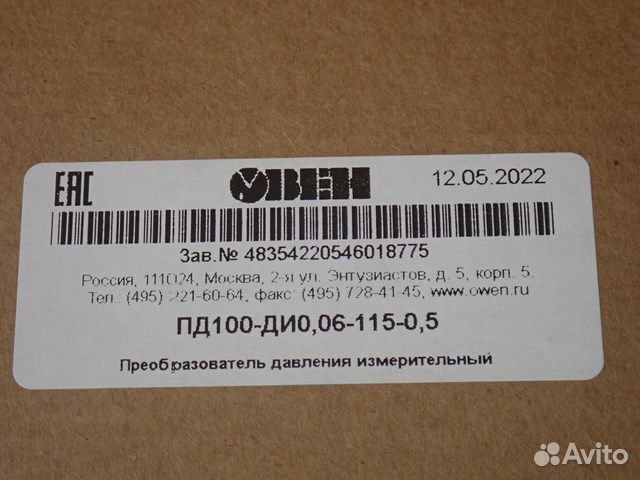 EAC ОВЕН 12.05.2022
Зав.№ 48354220546018775
Россия, 111024, Москва, 2-я ул. Энтузиастов, д. 5, корп. 5.
Тел.: (495) 221-60-64, факс: (495) 728-41-45, www.owen.ru
ПД100-ДИ0,06-115-0,5
Преобразователь давления измерительный
Avito